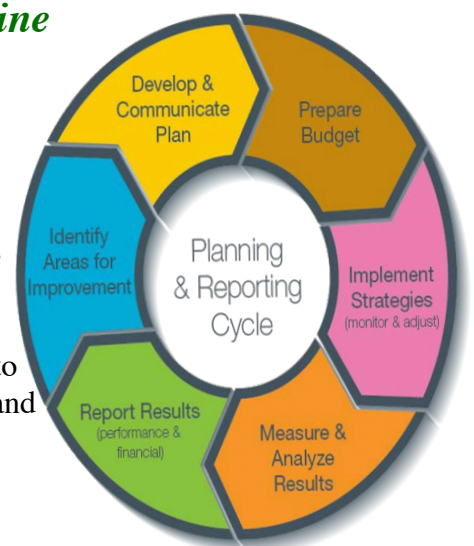 ine
Develop &
Communicate
Plan
Prepare
Budget
Identify
Areas for
Improvement
Planning
& Reporting
Cycle
Implement
Strategies
(monitor & adjust)
to
and
Report Results
(performance &
financial)
Measure &
Analyze
Results